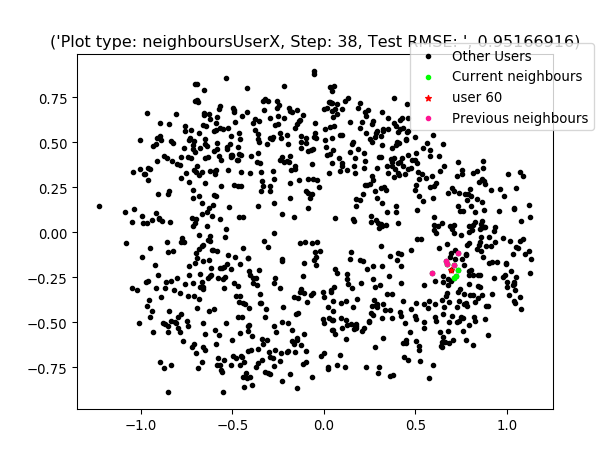 ('Plot type: neighboursUserX, Step: 38, Test RMSE: ', 0.95166916)
Other Users
Current neighbours
user 60
Previous neighbours
0.75
0.50
0.25
0.00
−0.25
−0.50
−0.75
−1.0 −0.5 0.0 0.5 1.0